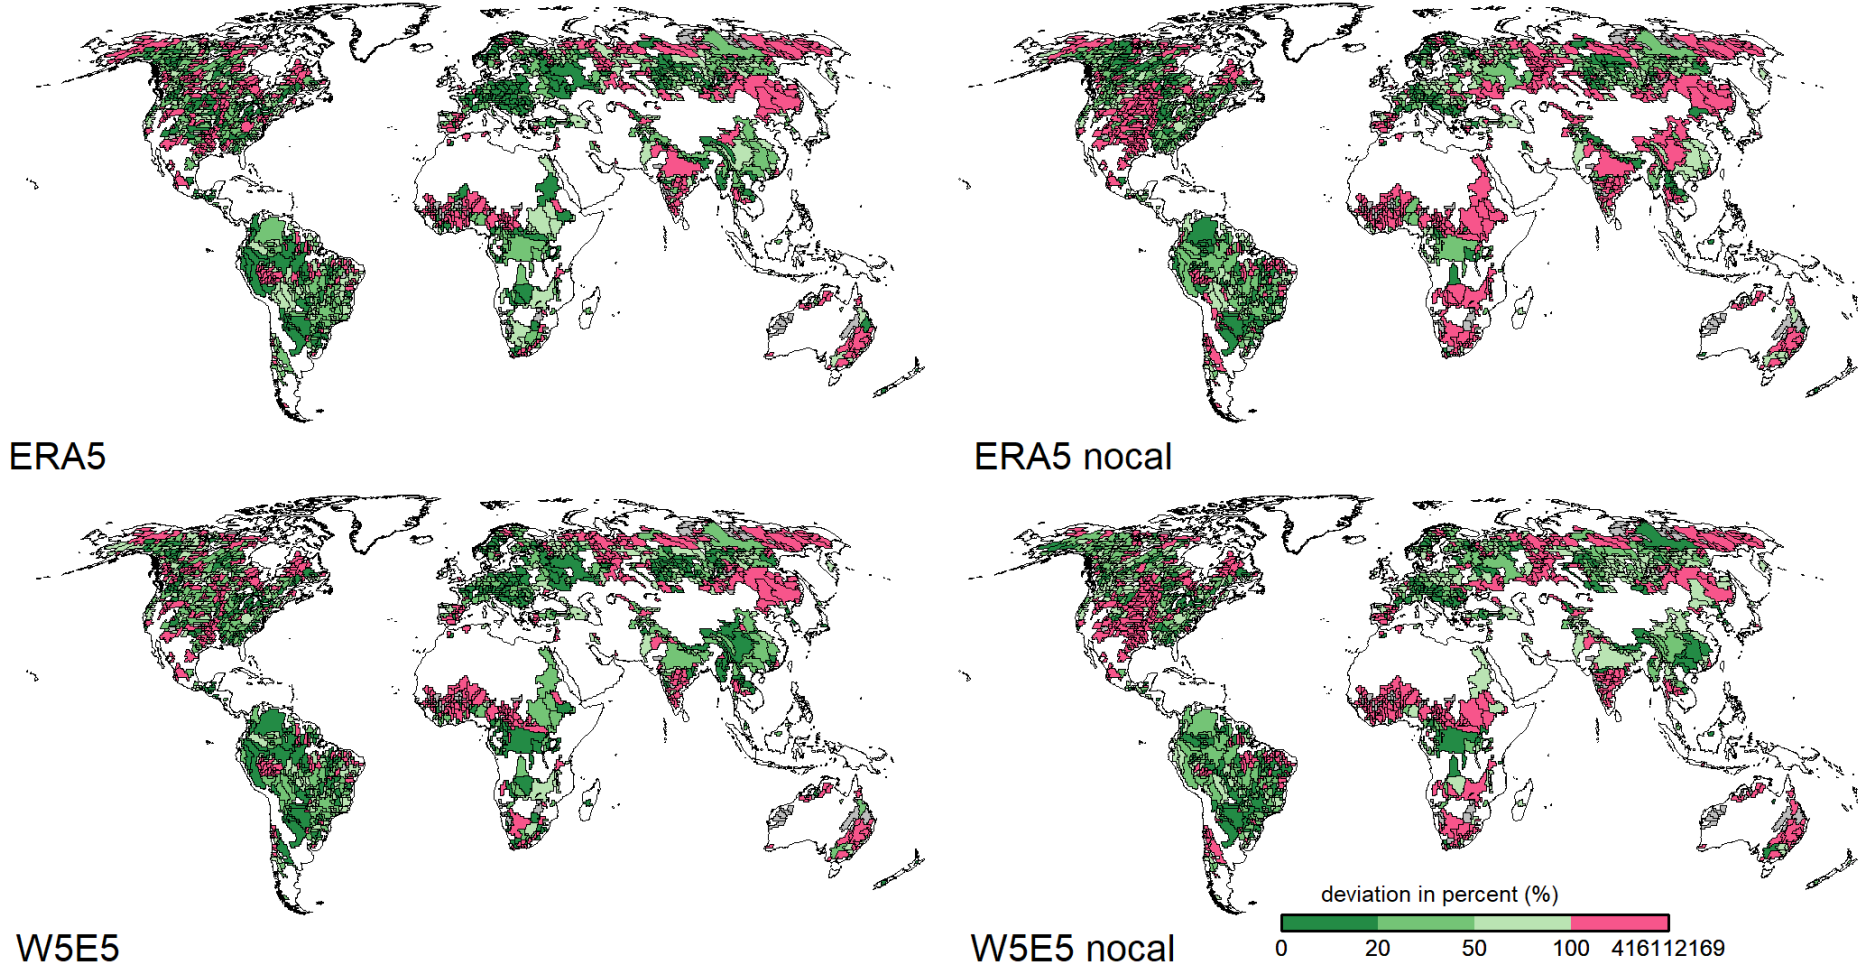 ERA5
ERA5 nocal
W5E5
W5E5 nocal
deviation in percent (%)
0 20 50 100 416112169